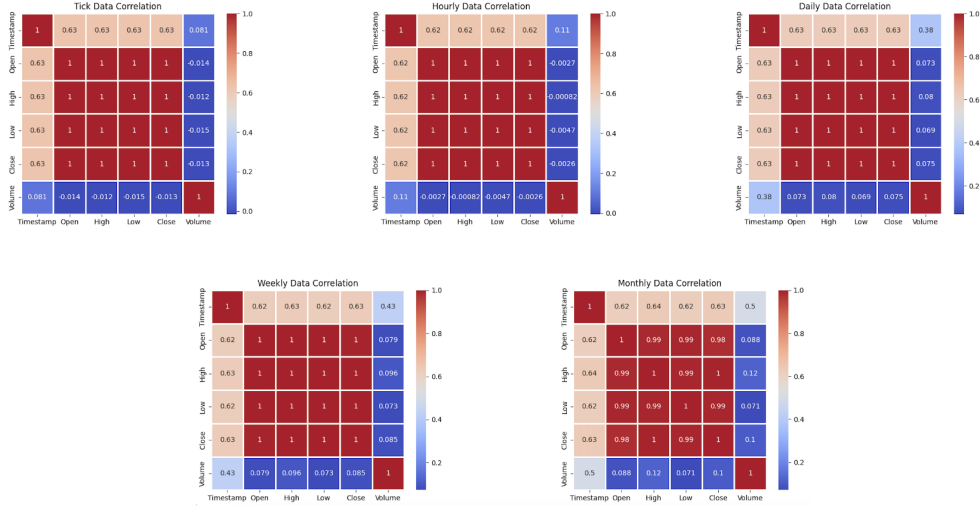 Tick Data Correlation
Timestamp 1 0.63 0.63 0.63 0.63 0.081
Open 0.63 1 1 1 1 -0.014
High 0.63 1 1 1 1 -0.012
Low 0.63 1 1 1 1 -0.015
Close 0.63 1 1 1 1 -0.013
Volume 0.081 -0.014 -0.012 -0.015 -0.013 1
Timestamp Open High Low Close Volume
1.0
0.8
0.6
0.4
0.2
0.0
Hourly Data Correlation
Timestamp 1 0.62 0.62 0.62 0.62 0.11
Open 0.62 1 1 1 1 -0.0027
High 0.62 1 1 1 1 -0.00082
Low 0.62 1 1 1 1 -0.0047
Close 0.62 1 1 1 1 -0.0026
Volume 0.11 -0.0027 -0.00082 -0.0047 -0.0026 1
Timestamp Open High Low Close Volume
1.0
0.8
0.6
0.4
0.2
0.0
Daily Data Correlation
Timestamp 1 0.63 0.63 0.63 0.63 0.38
Open 0.63 1 1 1 1 0.073
High 0.63 1 1 1 1 0.08
Low 0.63 1 1 1 1 0.069
Close 0.63 1 1 1 1 0.075
Volume 0.38 0.073 0.08 0.069 0.075 1
Timestamp Open High Low Close Volume
1.0
0.8
0.6
0.4
0.2
Weekly Data Correlation
Timestamp 1 0.62 0.63 0.62 0.63 0.43
Open 0.62 1 1 1 1 0.079
High 0.63 1 1 1 1 0.096
Low 0.62 1 1 1 1 0.073
Close 0.63 1 1 1 1 0.085
Volume 0.43 0.079 0.096 0.073 0.085 1
Timestamp Open High Low Close Volume
1.0
0.8
0.6
0.4
0.2
Monthly Data Correlation
Timestamp 1 0.62 0.64 0.62 0.63 0.5
Open 0.62 1 0.99 0.99 0.98 0.088
High 0.64 0.99 1 0.99 1 0.12
Low 0.62 0.99 0.99 1 0.99 0.071
Close 0.63 0.98 1 0.99 1 0.1
Volume 0.5 0.088 0.12 0.071 0.1 1
Timestamp Open High Low Close Volume
1.0
0.8
0.6
0.4
0.2